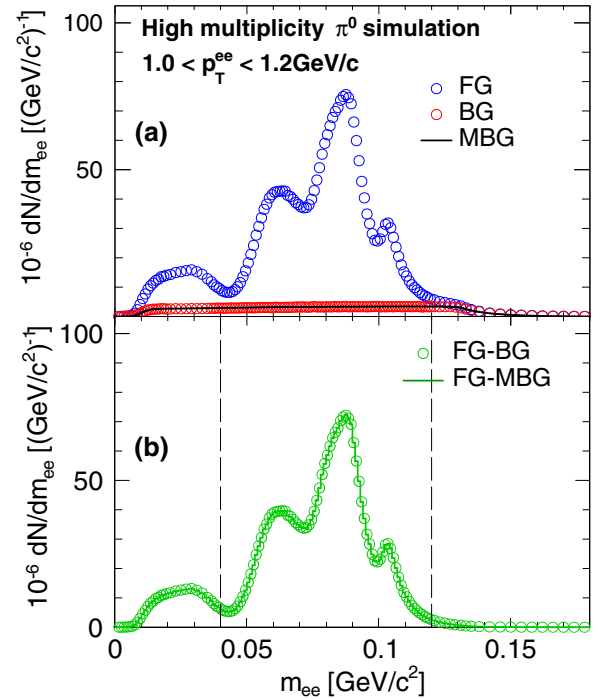 High multiplicity π⁰ simulation
1.0 < p_T^ee < 1.2GeV/c
(a)
FG
BG
MBG
10⁻⁶ dN/dm_ee [(GeV/c²)⁻¹]
100
50
(b)
FG-BG
FG-MBG
10⁻⁶ dN/dm_ee [(GeV/c²)⁻¹]
100
50
0
0 0.05 0.1 0.15
m_ee [GeV/c²]